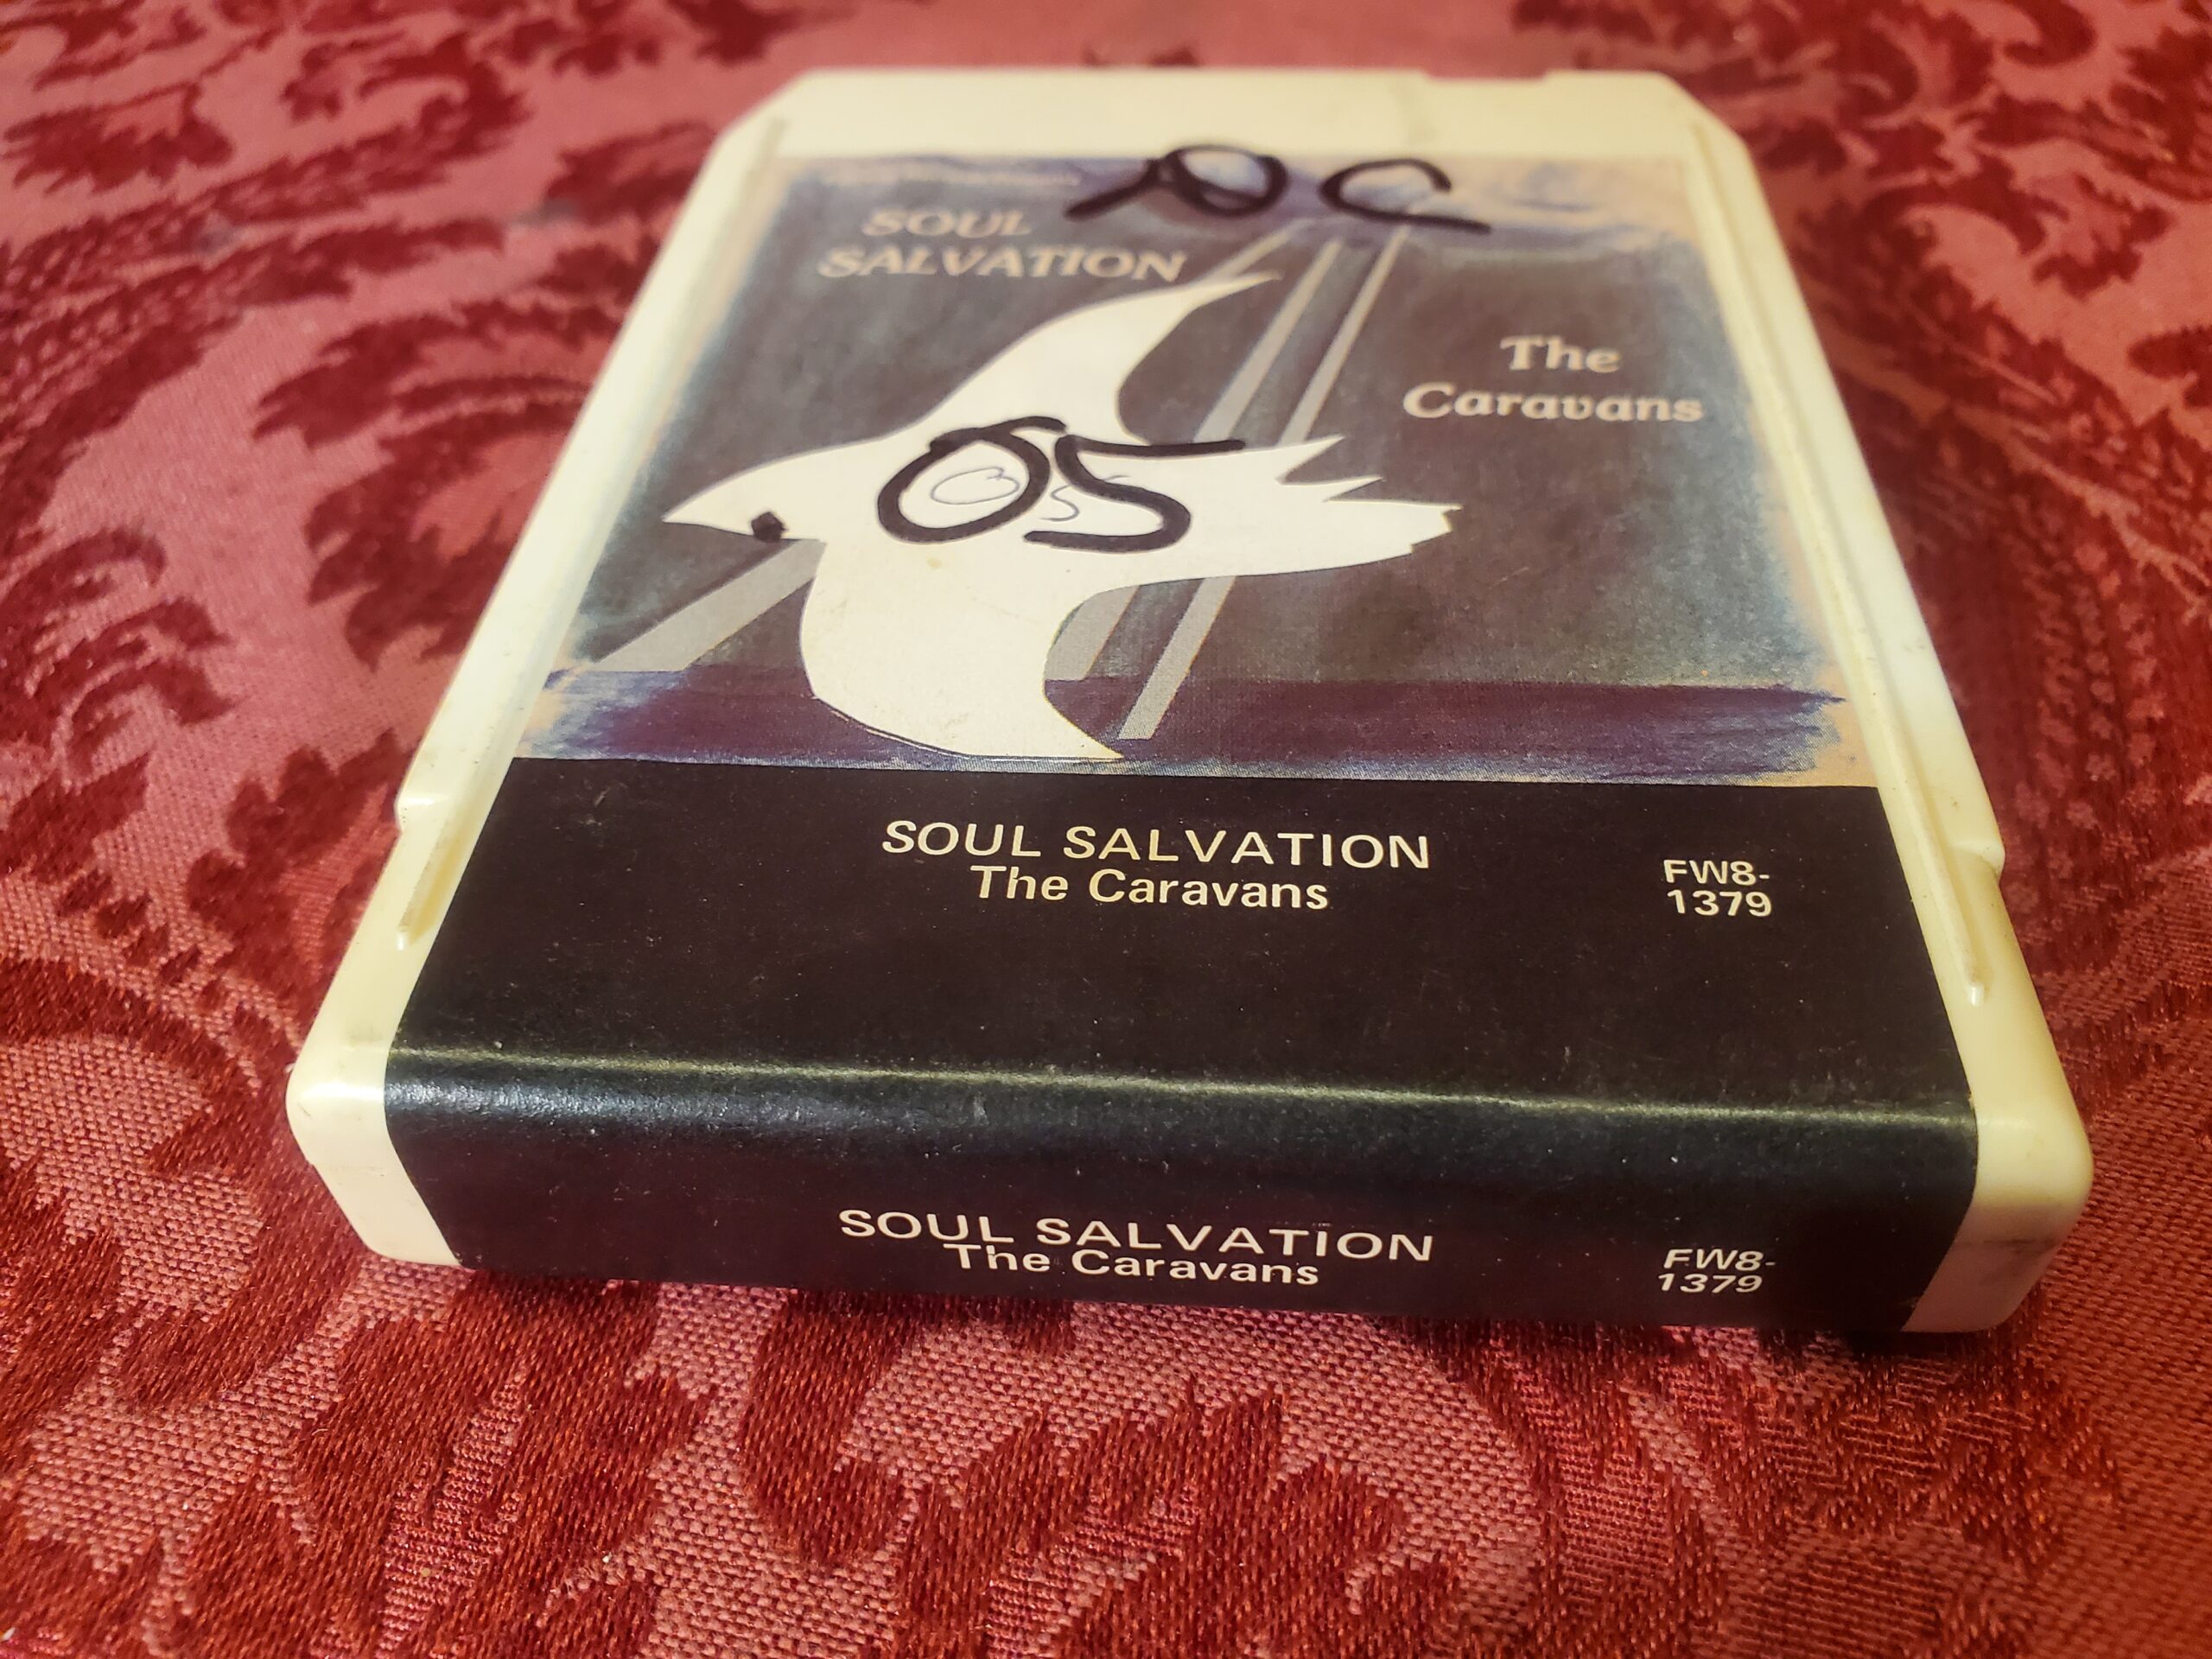 SOUL
SALVATION
The
Caravans
05
SOUL SALVATION
The Caravans
FW8-
1379
SOUL SALVATION
The Caravans
FW8-
1379